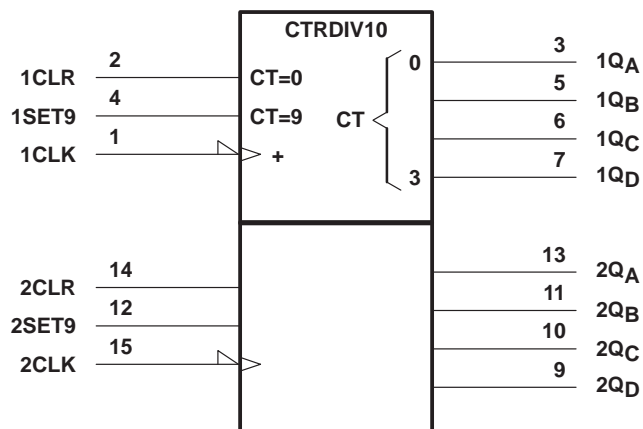 CTRDIV10
1CLR 2 CT=0 0 3 1QA
1SET9 4 CT=9 CT 5 1QB
1CLK 1 + 6 1QC
3 7 1QD
2CLR 14 13 2QA
2SET9 12 11 2QB
2CLK 15 10 2QC
9 2QD